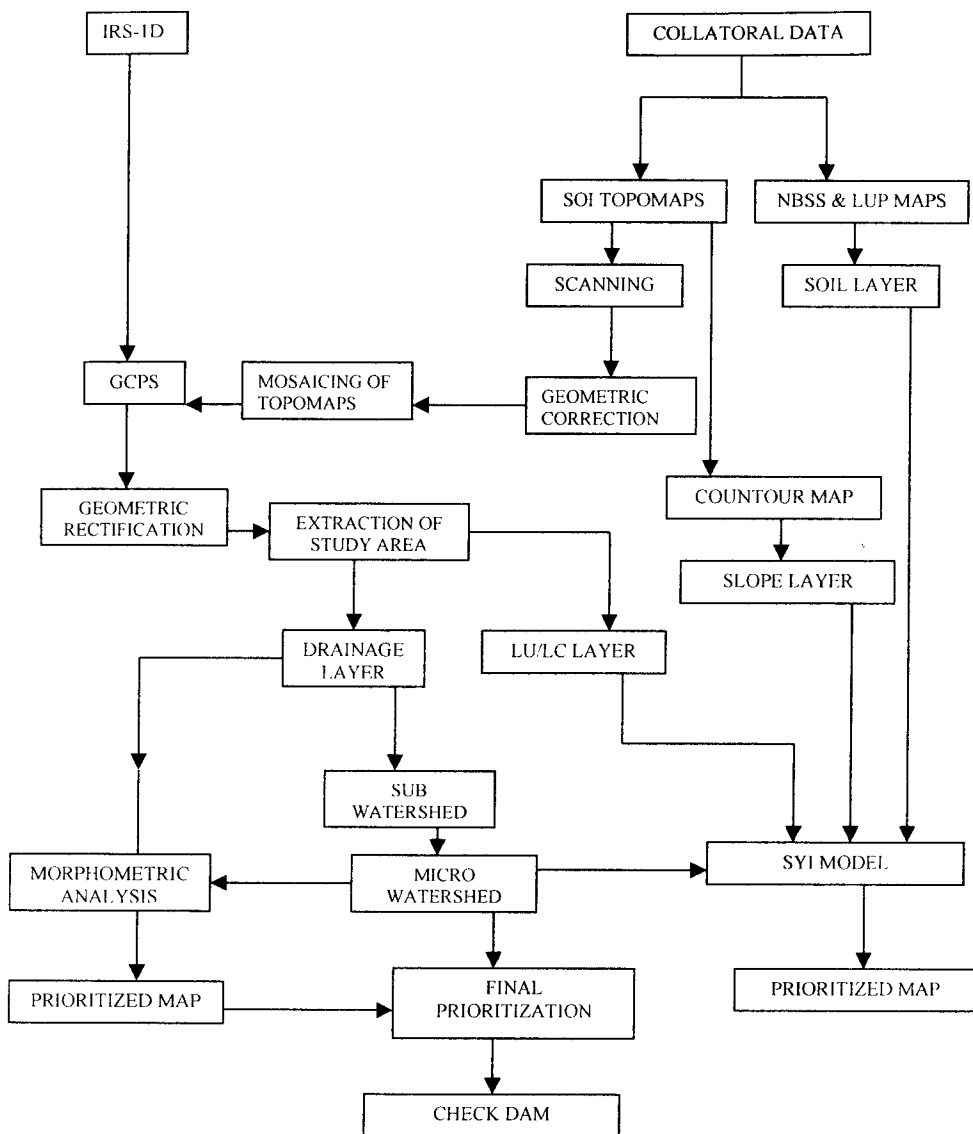 IRS-1D
COLLATORAL DATA
SOI TOPOMAPS
NBSS & LUP MAPS
SCANNING
SOIL LAYER
GCPS
MOSAICING OF
TOPOMAPS
GEOMETRIC
CORRECTION
GEOMETRIC
RECTIFICATION
EXTRACTION OF
STUDY AREA
COUNTOUR MAP
SLOPE LAYER
DRAINAGE
LAYER
LU/LC LAYER
SUB
WATERSHED
MORPHOMETRIC
ANALYSIS
MICRO
WATERSHED
SYI MODEL
PRIORITIZED MAP
FINAL
PRIORITIZATION
PRIORITIZED MAP
CHECK DAM